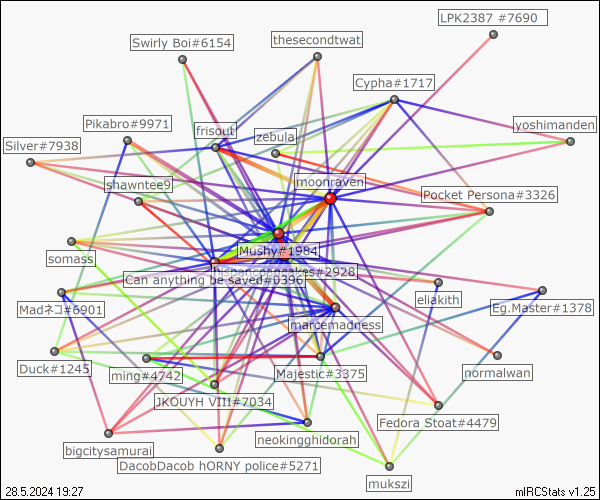 LPK2387 #7690
Swirly Boi#6154
thesecondtwat
Cypha#1717
Pikabro#9971
frisout
zebula
yoshimanden
Silver#7938
shawntee9
moonraven
Pocket Persona#3326
somass
Mushy#1984
hispancpancakes#2928
Can anything be saved#0396
Madネコ#6901
eliakith
Eg.Master#1378
marcemadness
Duck#1245
ming#4742
Majestic#3375
normalwan
JKOUYH VIII#7034
Fedora Stoat#4479
bigcitysamurai
neokingghidorah
DacobDacob hORNY police#5271
mukszi
28.5.2024 19:27
mIRCStats v1.25